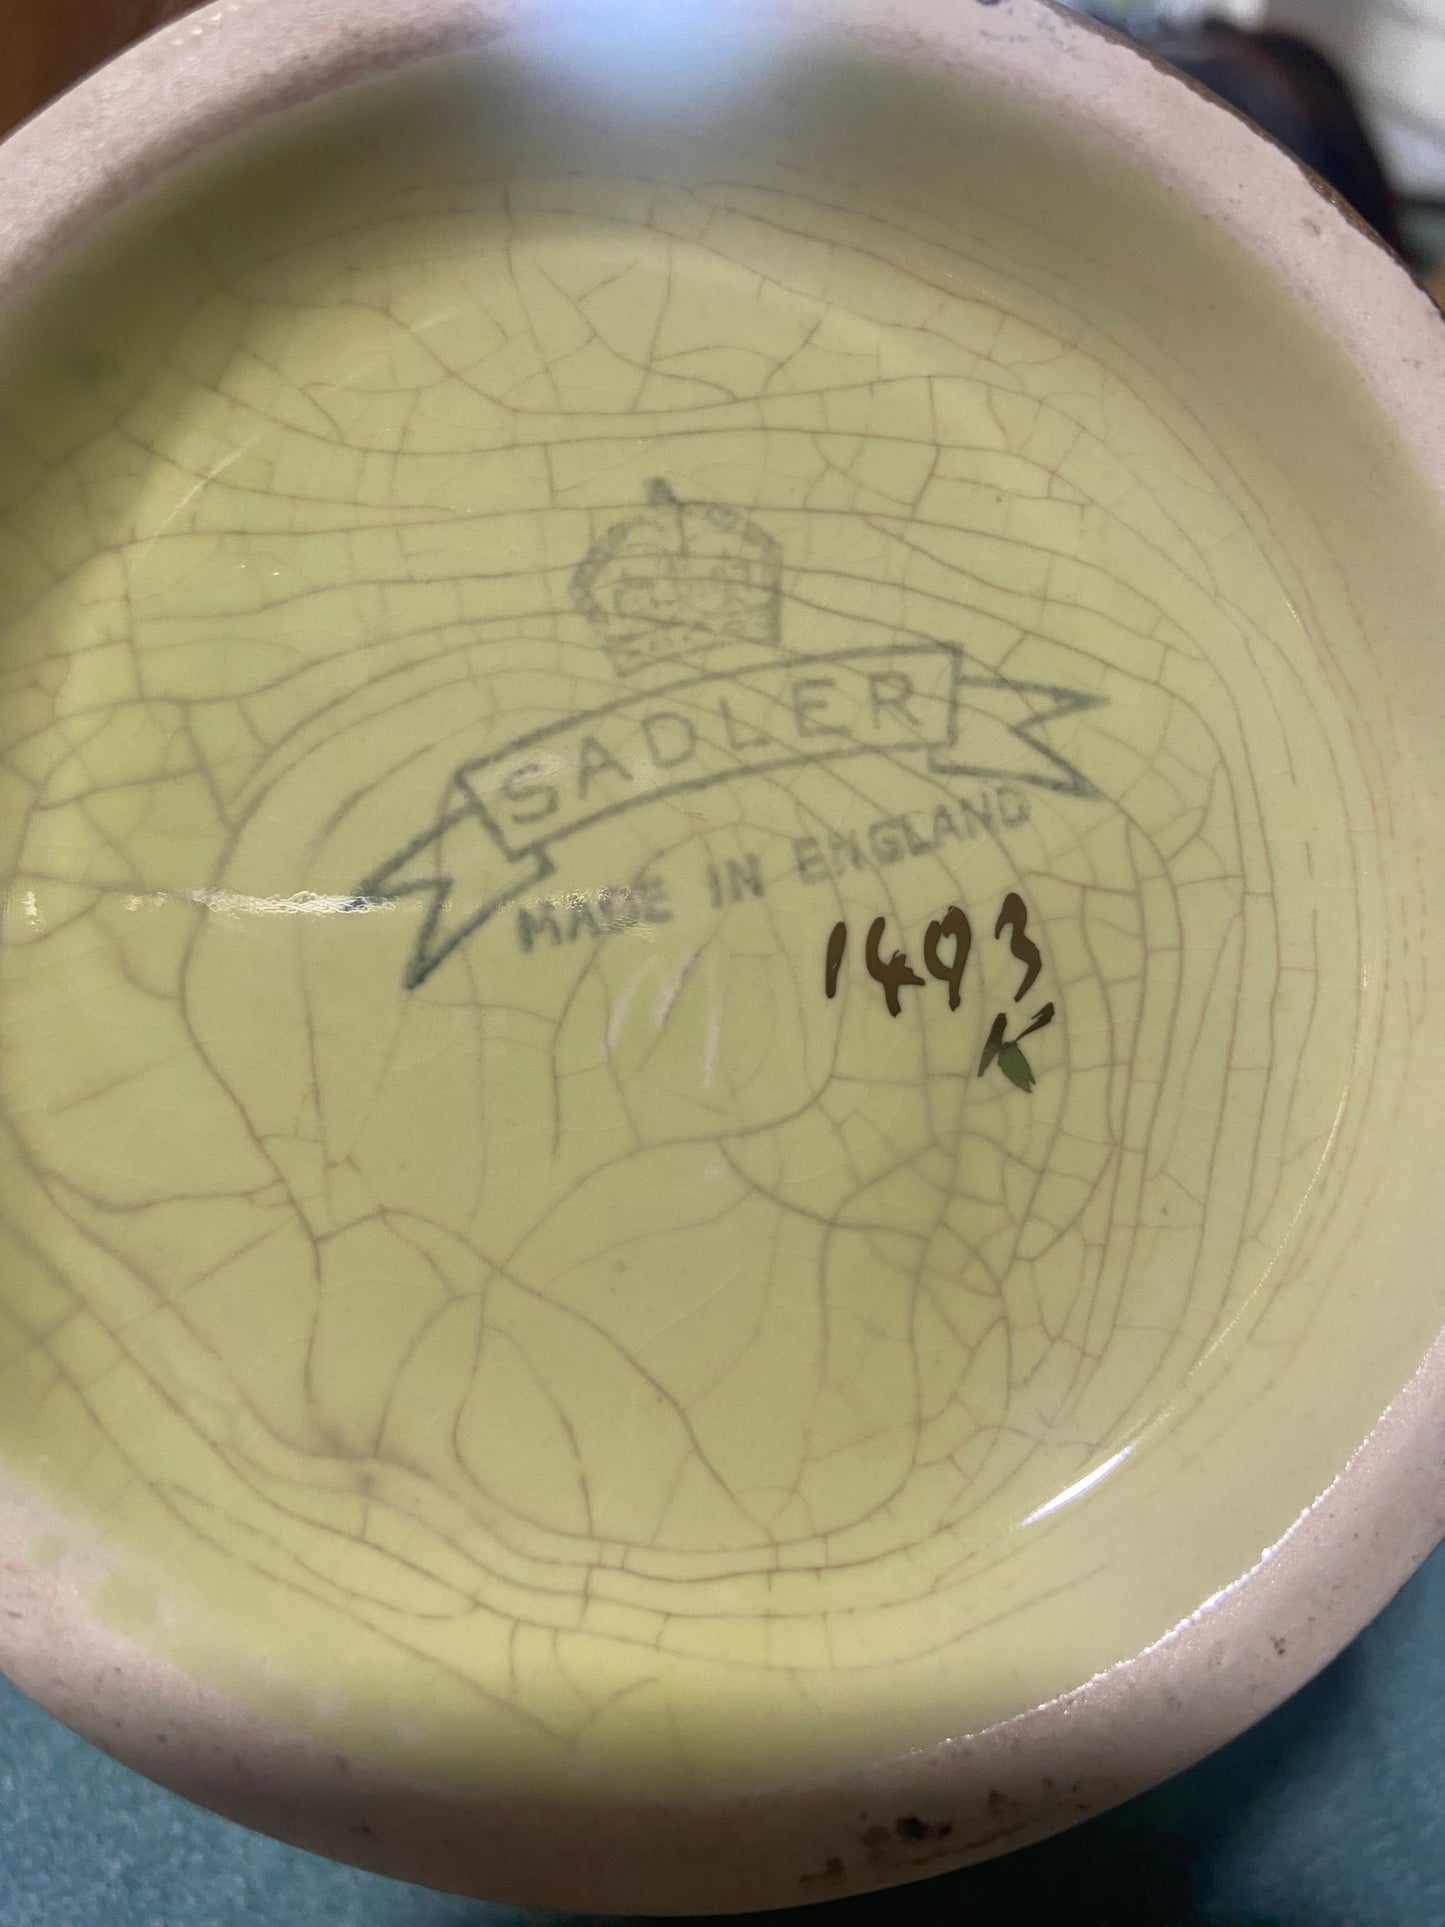 SADLER
MADE IN ENGLAND
1493
K